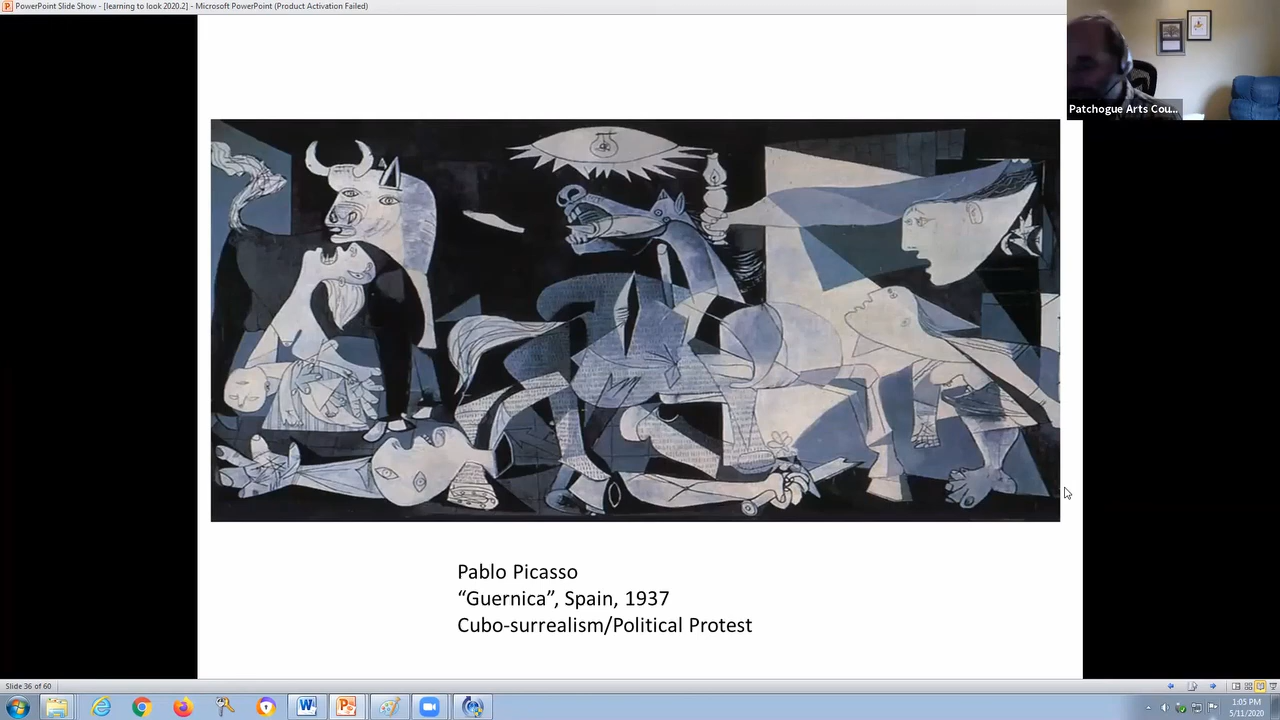 PowerPoint Slide Show - [learning to look 2020.2] - Microsoft PowerPoint (Product Activation Failed)
Patchogue Arts Cou...
Pablo Picasso
“Guernica”, Spain, 1937
Cubo-surrealism/Political Protest
Slide 36 of 60
1:05 PM
5/11/2020